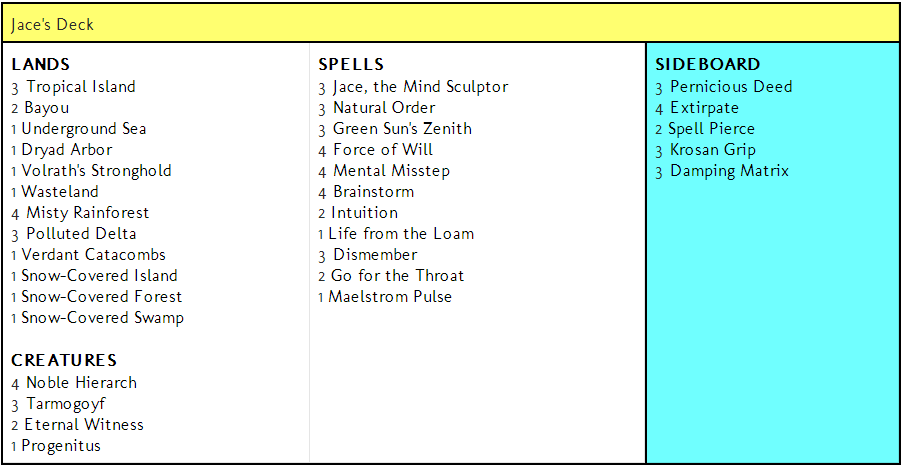 Jace's Deck
LANDS
3 Tropical Island
2 Bayou
1 Underground Sea
1 Dryad Arbor
1 Volrath's Stronghold
1 Wasteland
4 Misty Rainforest
3 Polluted Delta
1 Verdant Catacombs
1 Snow-Covered Island
1 Snow-Covered Forest
1 Snow-Covered Swamp
CREATURES
4 Noble Hierarch
3 Tarmogoyf
2 Eternal Witness
1 Progenitus
SPELLS
3 Jace, the Mind Sculptor
3 Natural Order
3 Green Sun's Zenith
4 Force of Will
4 Mental Misstep
4 Brainstorm
2 Intuition
1 Life from the Loam
3 Dismember
2 Go for the Throat
1 Maelstrom Pulse
SIDEBOARD
3 Pernicious Deed
4 Extirpate
2 Spell Pierce
3 Krosan Grip
3 Damping Matrix